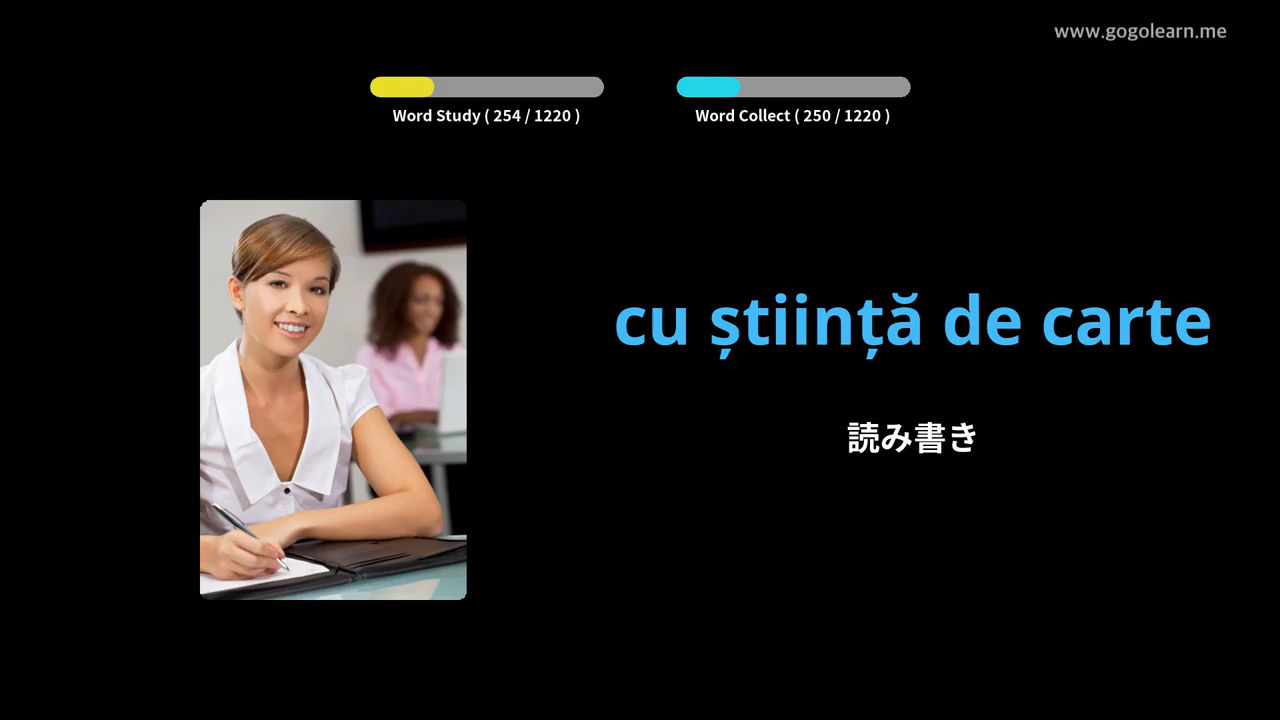 www.gogolearn.me
Word Study ( 254 / 1220 )
Word Collect ( 250 / 1220 )
cu știință de carte
読み書き